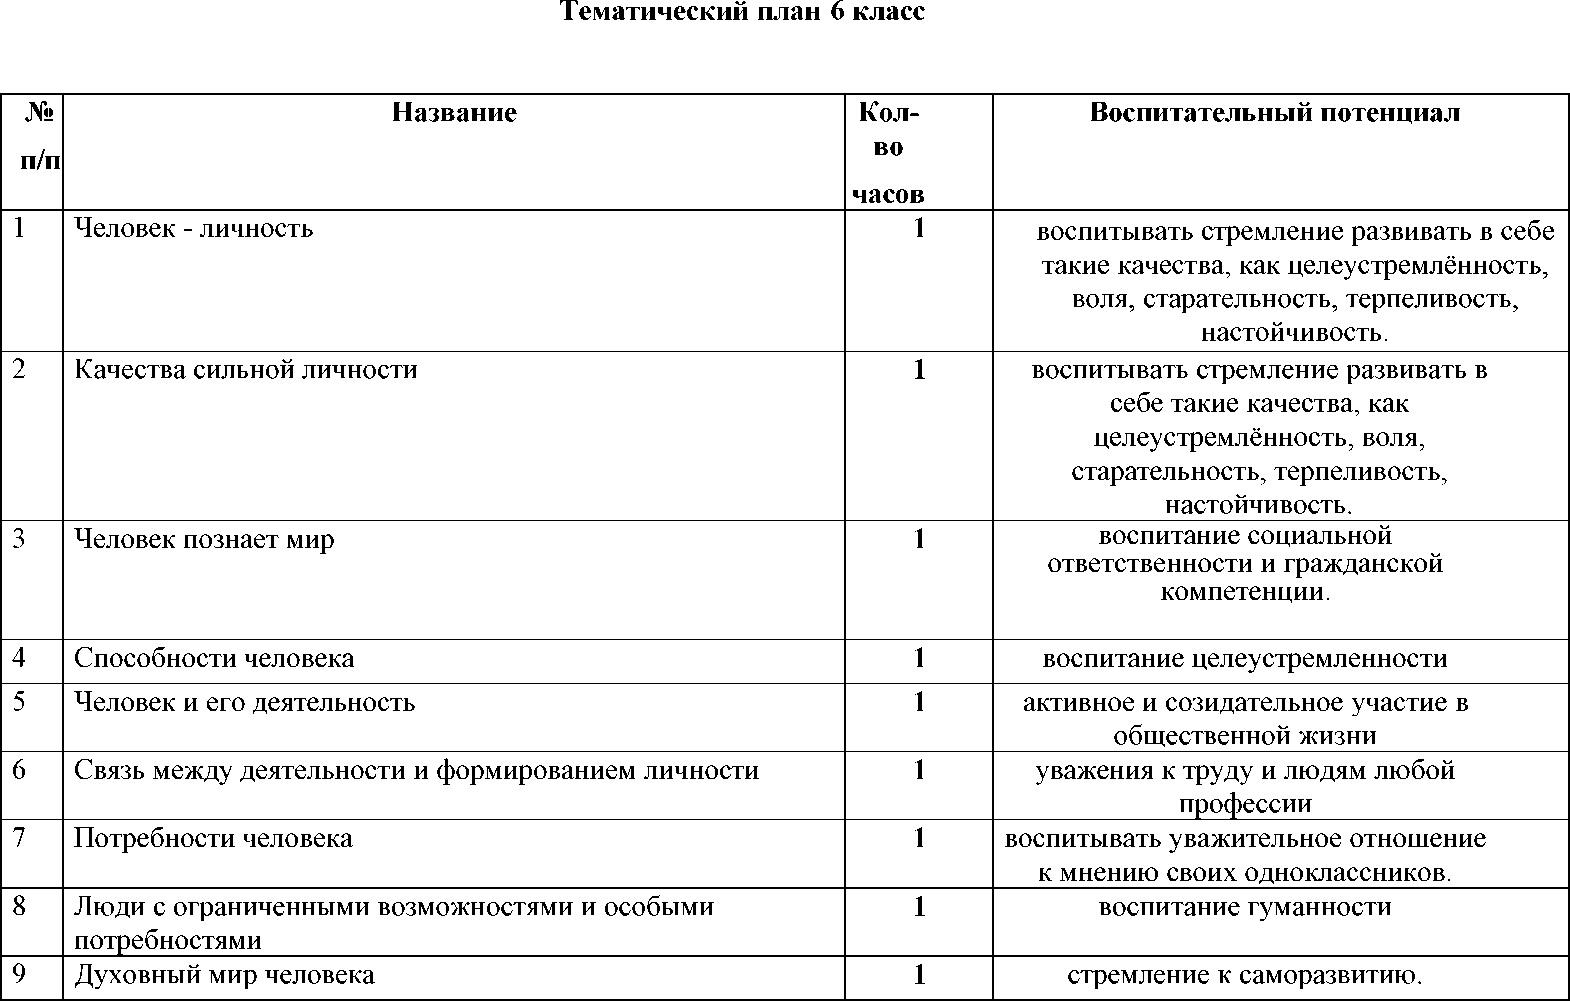 Тематический план 6 класс
№
п/п
Название
Кол-
во
часов
Воспитательный потенциал
1
Человек - личность
1
воспитывать стремление развивать в себе
такие качества, как целеустремлённость,
воля, старательность, терпеливость,
настойчивость.
2
Качества сильной личности
1
воспитывать стремление развивать в
себе такие качества, как
целеустремлённость, воля,
старательность, терпеливость,
настойчивость.
3
Человек познает мир
1
воспитание социальной
ответственности и гражданской
компетенции.
4
Способности человека
1
воспитание целеустремленности
5
Человек и его деятельность
1
активное и созидательное участие в
общественной жизни
6
Связь между деятельности и формированием личности
1
уважения к труду и людям любой
профессии
7
Потребности человека
1
воспитывать уважительное отношение
к мнению своих одноклассников.
8
Люди с ограниченными возможностями и особыми
потребностями
1
воспитание гуманности
9
Духовный мир человека
1
стремление к саморазвитию.